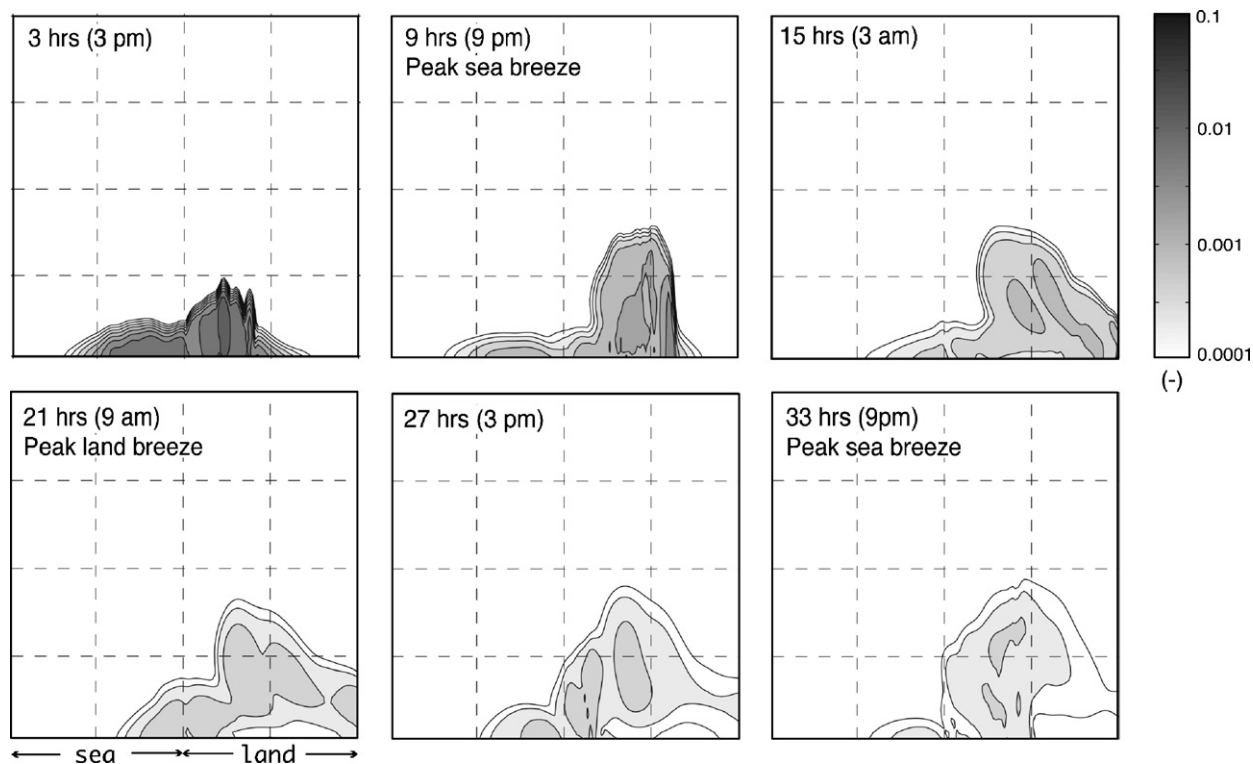 3 hrs (3 pm)
9 hrs (9 pm)
Peak sea breeze
15 hrs (3 am)
0.1
0.01
0.001
0.0001
(-)
21 hrs (9 am)
Peak land breeze
27 hrs (3 pm)
33 hrs (9pm)
Peak sea breeze
sea
land